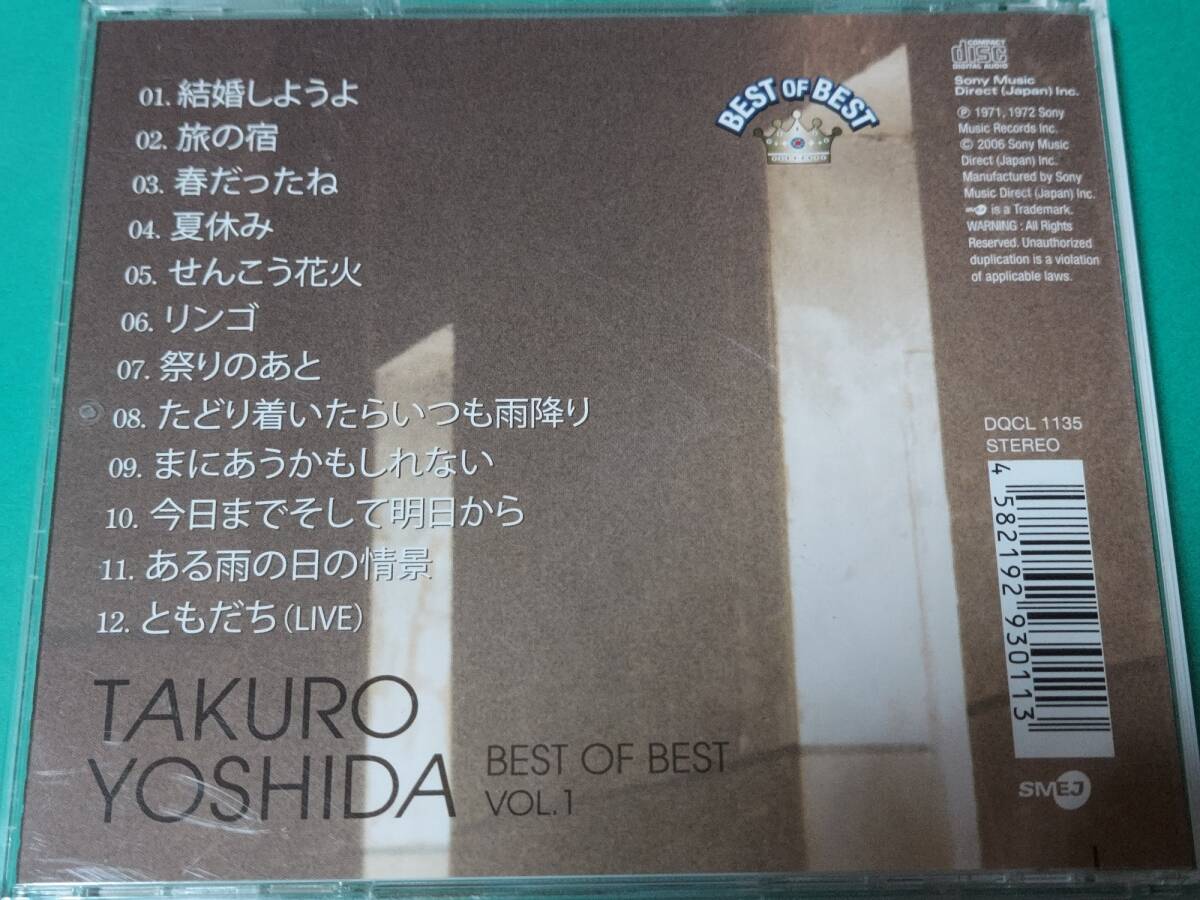 01. 結婚しようよ
02. 旅の宿
03. 春だったね
04. 夏休み
05. せんこう花火
06. リンゴ
07. 祭りのあと
08. たどり着いたらいつも雨降り
09. まにあうかもしれない
10. 今日までそして明日から
11. ある雨の日の情景
12. ともだち(LIVE)
TAKURO
YOSHIDA
BEST OF BEST
VOL.1
BEST OF BEST
COMPACT
disc
DIGITAL AUDIO
Sony Music
Direct (Japan) Inc.
℗ 1971, 1972 Sony
Music Records Inc.
© 2006 Sony Music
Direct (Japan) Inc.
Manufactured by Sony
Music Direct (Japan) Inc.
SMEJ is a Trademark.
WARNING : All Rights
Reserved. Unauthorized
duplication is a violation
of applicable laws.
DQCL 1135
STEREO
4 582192 930113
SMEJ